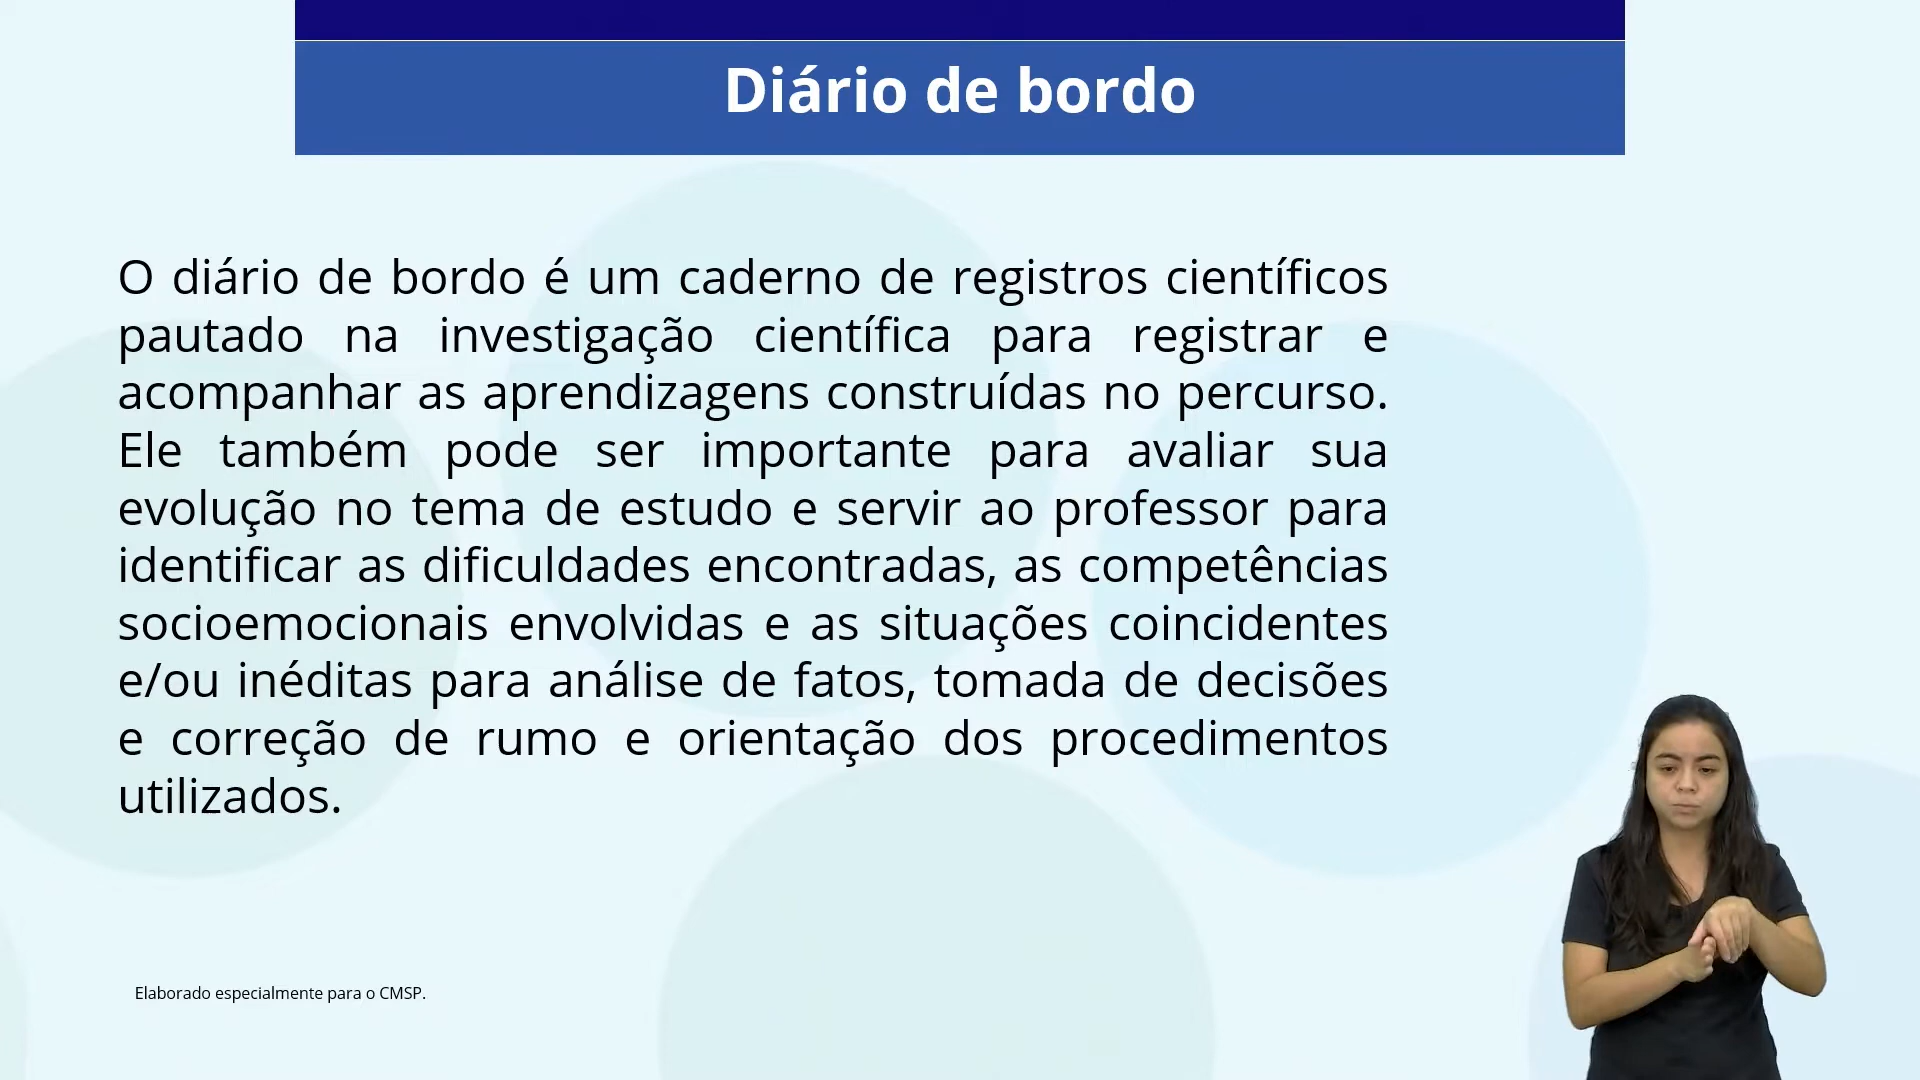 Diário de bordo
O diário de bordo é um caderno de registros científicos
pautado na investigação científica para registrar e
acompanhar as aprendizagens construídas no percurso.
Ele também pode ser importante para avaliar sua
evolução no tema de estudo e servir ao professor para
identificar as dificuldades encontradas, as competências
socioemocionais envolvidas e as situações coincidentes
e/ou inéditas para análise de fatos, tomada de decisões
e correção de rumo e orientação dos procedimentos
utilizados.
Elaborado especialmente para o CMSP.